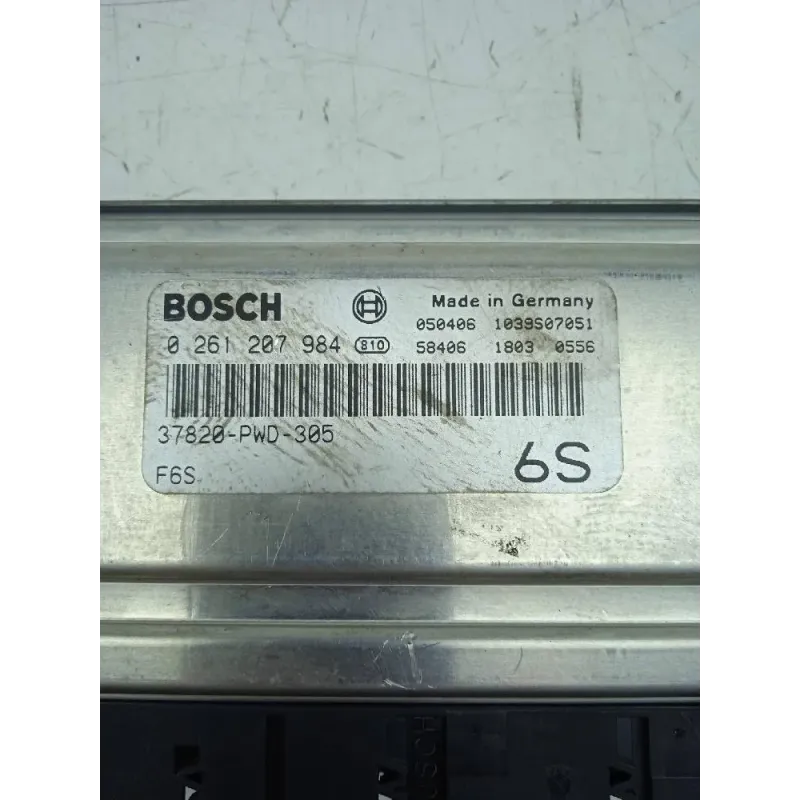 BOSCH
Made in Germany
050406 1039S07051
0 261 207 984 810 58406 1803 0556
37820-PWD-305
F6S
6S
BOSCH